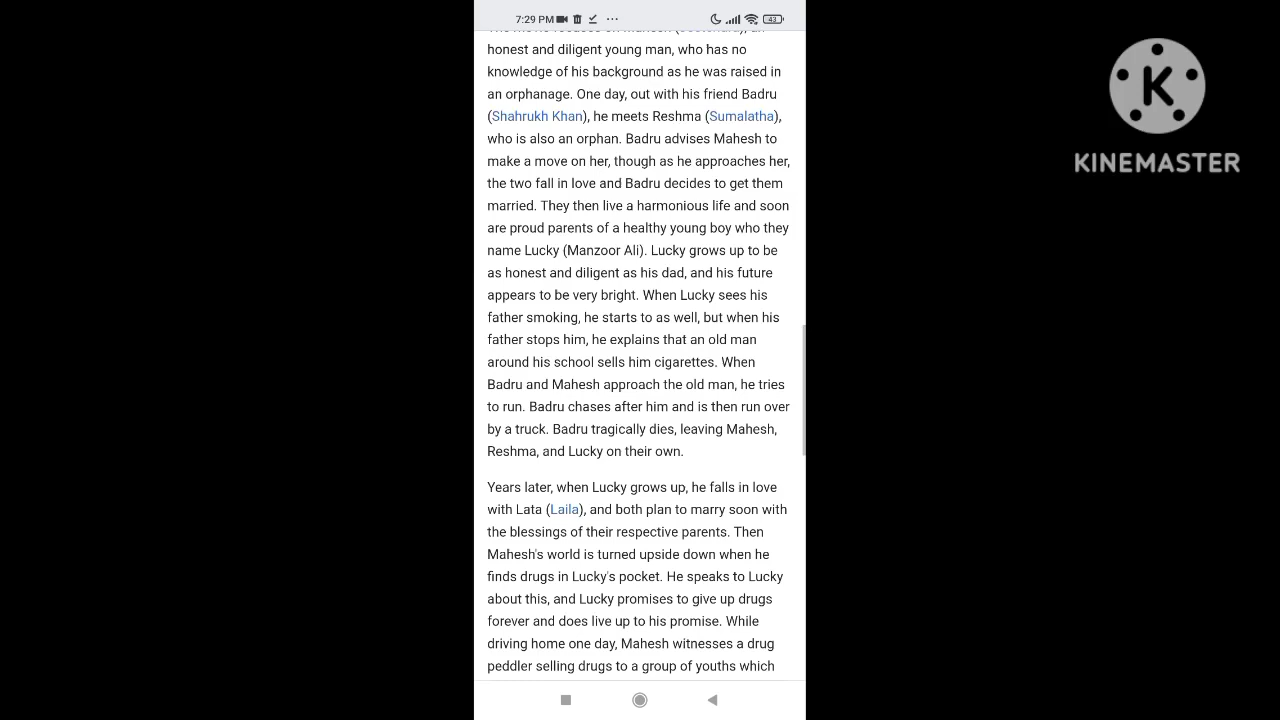 7:29 PM
43
honest and diligent young man, who has no
knowledge of his background as he was raised in
an orphanage. One day, out with his friend Badru
(Shahrukh Khan), he meets Reshma (Sumalatha),
who is also an orphan. Badru advises Mahesh to
make a move on her, though as he approaches her,
the two fall in love and Badru decides to get them
married. They then live a harmonious life and soon
are proud parents of a healthy young boy who they
name Lucky (Manzoor Ali). Lucky grows up to be
as honest and diligent as his dad, and his future
appears to be very bright. When Lucky sees his
father smoking, he starts to as well, but when his
father stops him, he explains that an old man
around his school sells him cigarettes. When
Badru and Mahesh approach the old man, he tries
to run. Badru chases after him and is then run over
by a truck. Badru tragically dies, leaving Mahesh,
Reshma, and Lucky on their own.
Years later, when Lucky grows up, he falls in love
with Lata (Laila), and both plan to marry soon with
the blessings of their respective parents. Then
Mahesh's world is turned upside down when he
finds drugs in Lucky's pocket. He speaks to Lucky
about this, and Lucky promises to give up drugs
forever and does live up to his promise. While
driving home one day, Mahesh witnesses a drug
peddler selling drugs to a group of youths which
K
KINEMASTER